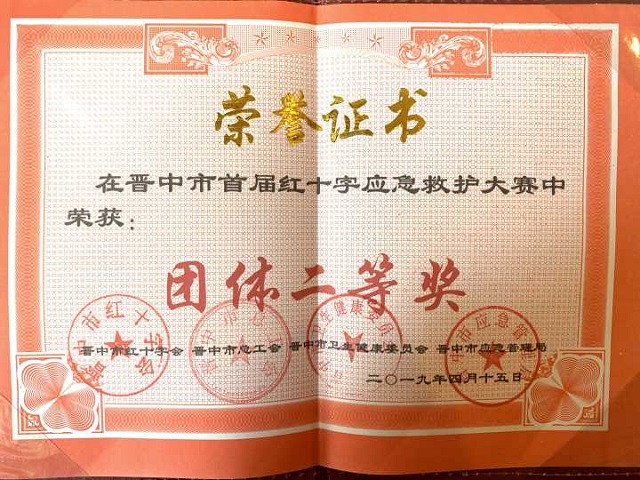 荣誉证书
在晋中市首届红十字应急救护大赛中
荣获：
团体二等奖
晋中市红十字会 晋中市总工会 晋中市卫生健康委员会 晋中市应急管理局
二〇一九年四月十五日